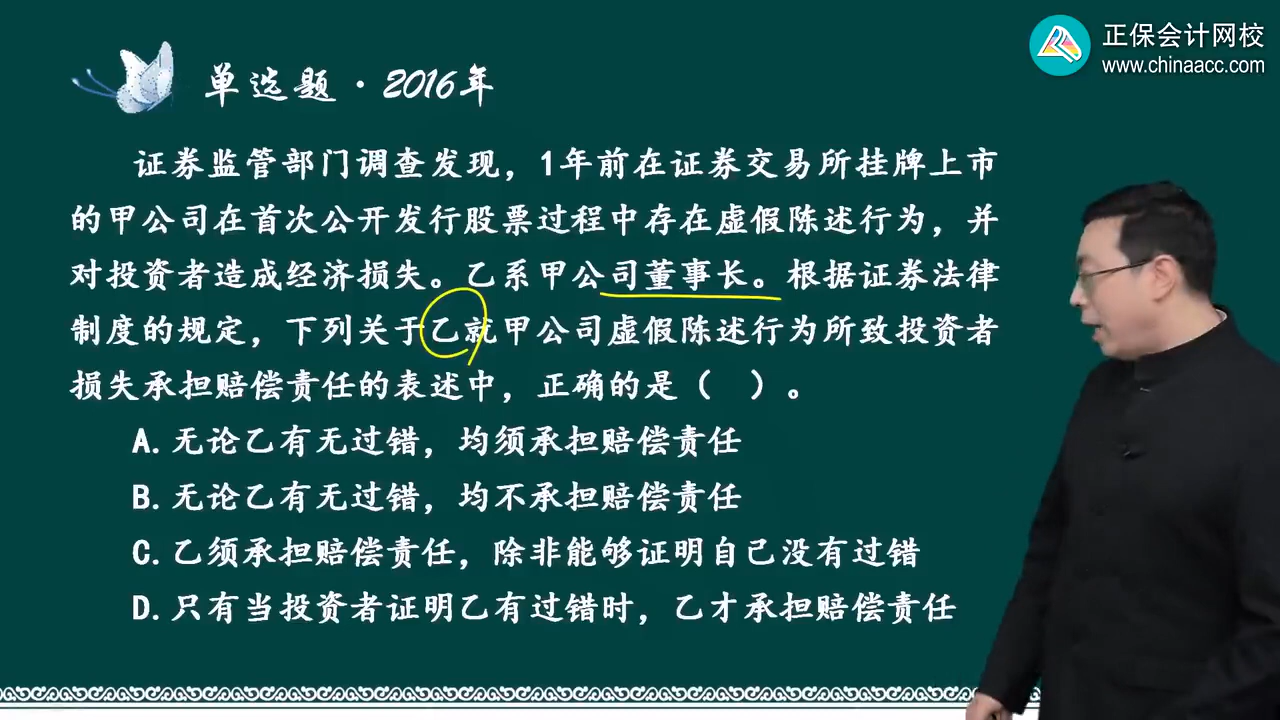 正保会计网校
www.chinaacc.com
单选题·2016年
证券监管部门调查发现，1年前在证券交易所挂牌上市
的甲公司在首次公开发行股票过程中存在虚假陈述行为，并
对投资者造成经济损失。乙系甲公司董事长。根据证券法律
制度的规定，下列关于乙就甲公司虚假陈述行为所致投资者
损失承担赔偿责任的表述中，正确的是（ ）。
A.无论乙有无过错，均须承担赔偿责任
B.无论乙有无过错，均不承担赔偿责任
C.乙须承担赔偿责任，除非能够证明自己没有过错
D.只有当投资者证明乙有过错时，乙才承担赔偿责任